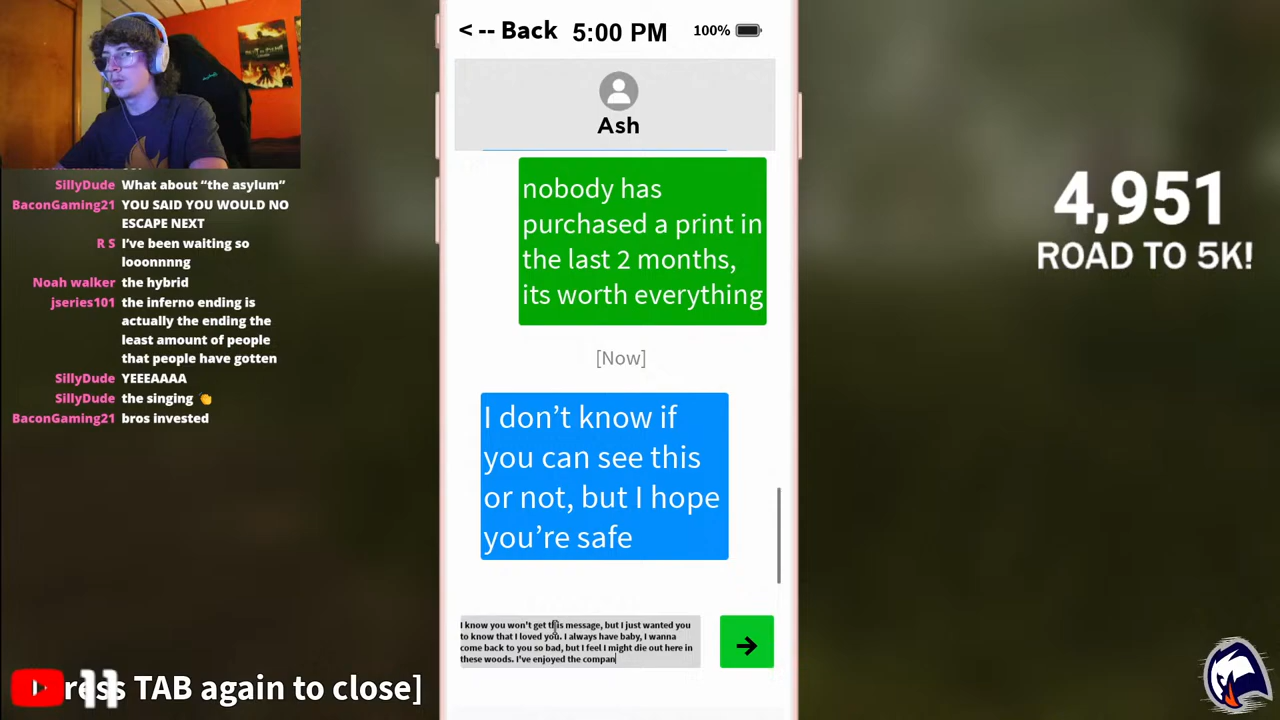 < -- Back
5:00 PM
100%
Ash
nobody has
purchased a print in
the last 2 months,
its worth everything
[Now]
I don’t know if
you can see this
or not, but I hope
you’re safe
I know you won't get this message, but I just wanted you
to know that I loved you. I always have baby, I wanna
come back to you so bad, but I feel I might die out here in
these woods. I've enjoyed the compan
SillyDude What about “the asylum”
BaconGaming21 YOU SAID YOU WOULD NO
ESCAPE NEXT
R S I’ve been waiting so
looonnnng
Noah walker the hybrid
jseries101 the inferno ending is
actually the ending the
least amount of people
that people have gotten
SillyDude YEEEAAAA
SillyDude the singing 👏
BaconGaming21 bros invested
4,951
ROAD TO 5K!
TAB again to close]